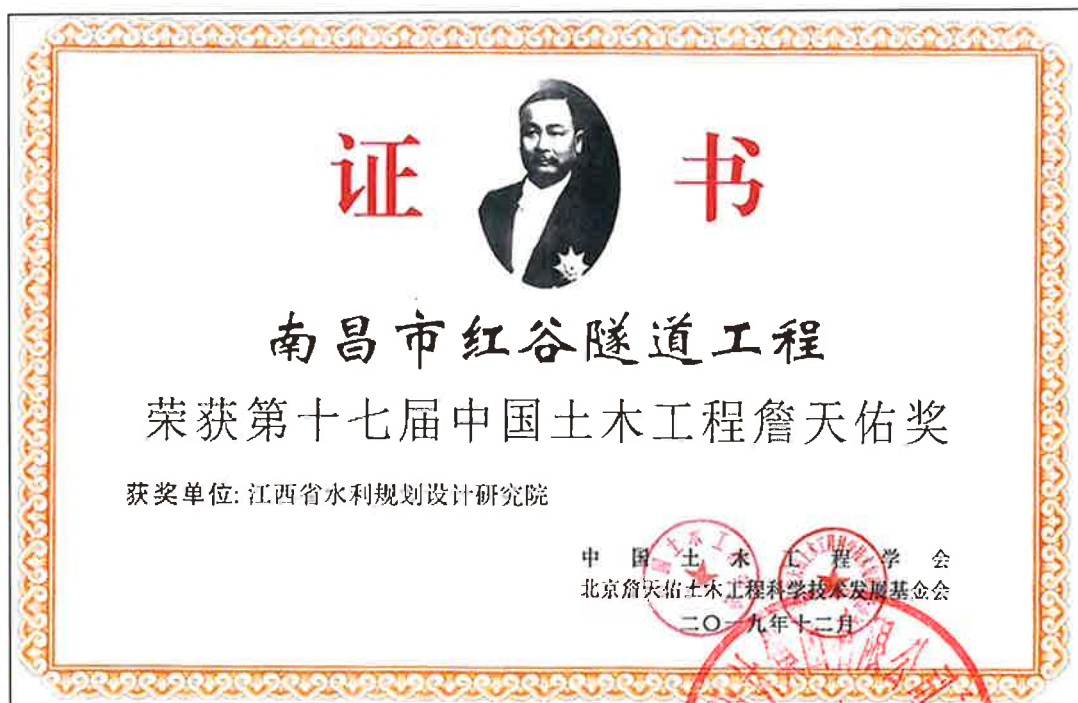 证 书
南昌市红谷隧道工程
荣获第十七届中国土木工程詹天佑奖
获奖单位: 江西省水利规划设计研究院
中国土木工程学会
北京詹天佑土木工程科学技术发展基金会
二〇一九年十二月